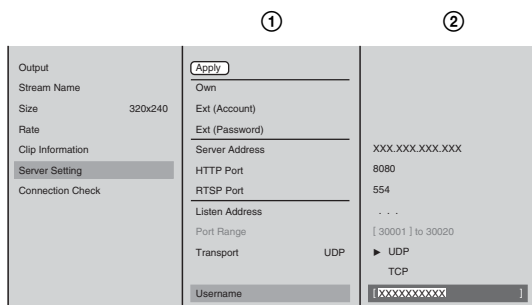 ① ②
Output
Stream Name
Size 320x240
Rate
Clip Information
Server Setting
Connection Check
Apply
Own
Ext (Account)
Ext (Password)
Server Address XXX.XXX.XXX.XXX
HTTP Port 8080
RTSP Port 554
Listen Address . . .
Port Range [ 30001 ] to 30020
Transport UDP ► UDP
TCP
Username [ XXXXXXXXXX ]